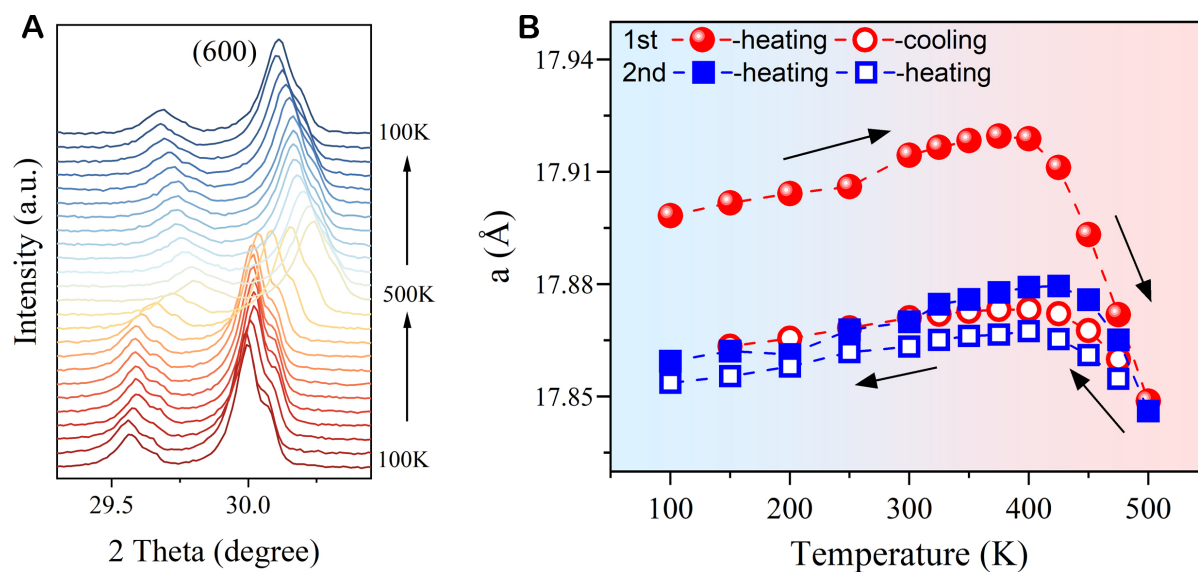 A
(600)
100K
500K
100K
Intensity (a.u.)
29.5
30.0
2 Theta (degree)
B
1st -heating -cooling
2nd -heating -heating
17.94
17.91
17.88
17.85
a (Å)
100
200
300
400
500
Temperature (K)